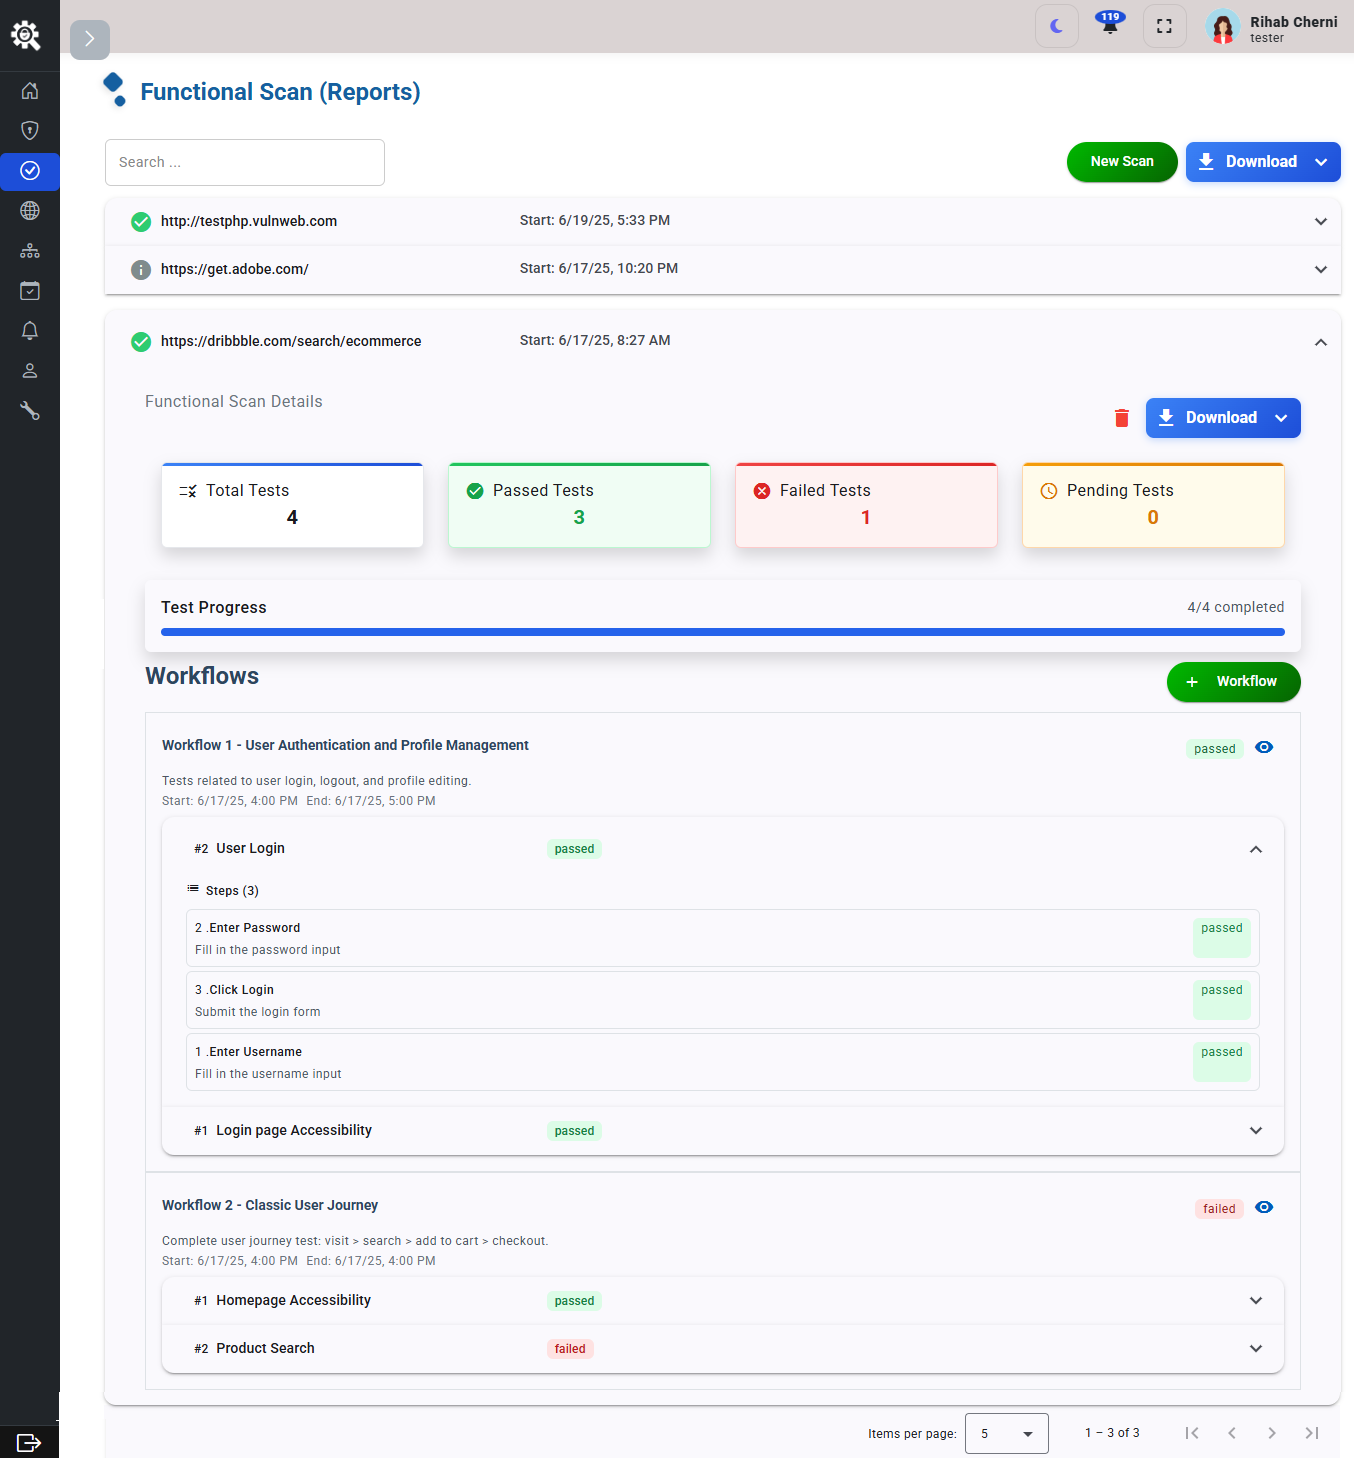 119
Rihab Cherni
tester
Functional Scan (Reports)
Search ...
New Scan
Download
http://testphp.vulnweb.com
Start: 6/19/25, 5:33 PM
https://get.adobe.com/
Start: 6/17/25, 10:20 PM
https://dribbble.com/search/ecommerce
Start: 6/17/25, 8:27 AM
Functional Scan Details
Download
Total Tests
4
Passed Tests
3
Failed Tests
1
Pending Tests
0
Test Progress
4/4 completed
Workflows
+ Workflow
Workflow 1 - User Authentication and Profile Management
passed
Tests related to user login, logout, and profile editing.
Start: 6/17/25, 4:00 PM End: 6/17/25, 5:00 PM
#2 User Login
passed
Steps (3)
2 .Enter Password
Fill in the password input
passed
3 .Click Login
Submit the login form
passed
1 .Enter Username
Fill in the username input
passed
#1 Login page Accessibility
passed
Workflow 2 - Classic User Journey
failed
Complete user journey test: visit > search > add to cart > checkout.
Start: 6/17/25, 4:00 PM End: 6/17/25, 4:00 PM
#1 Homepage Accessibility
passed
#2 Product Search
failed
Items per page:
5
1 – 3 of 3